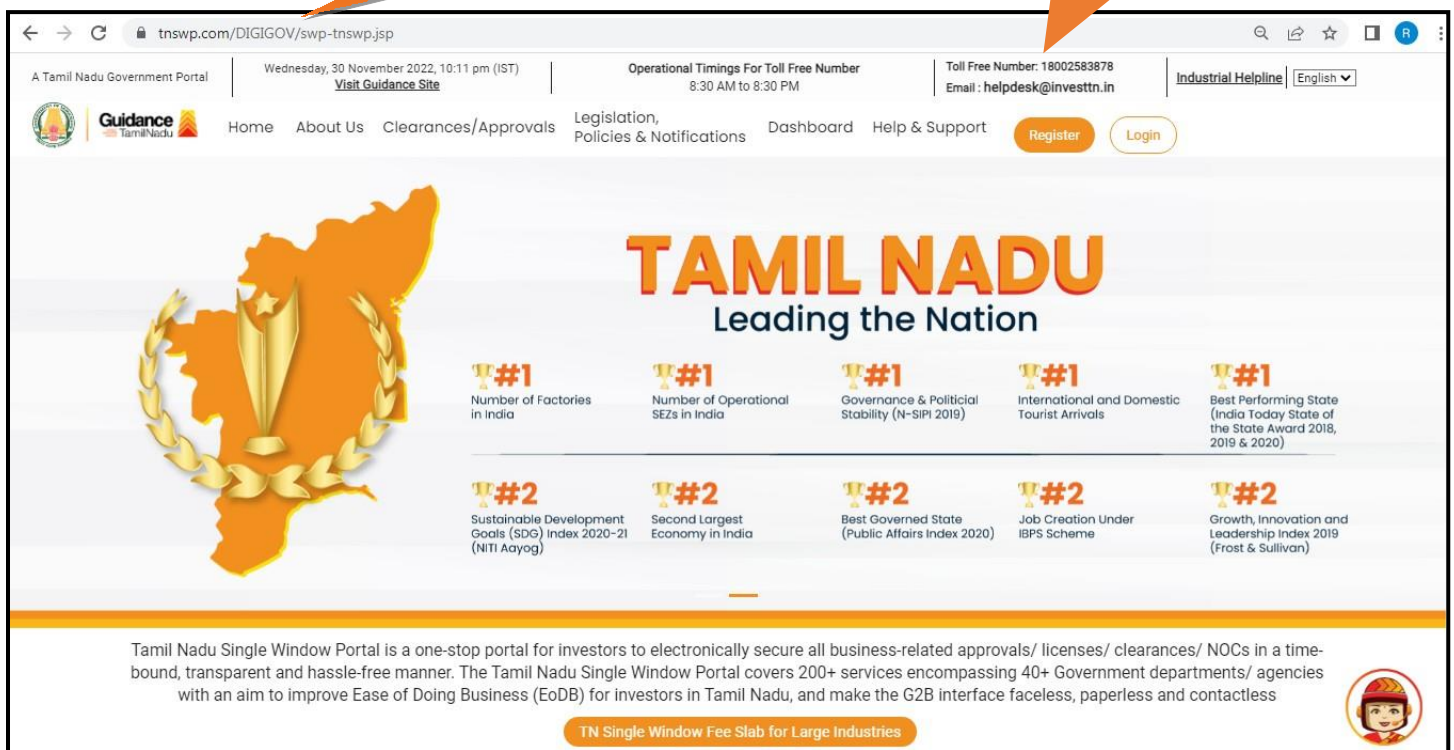 tnswp.com/DIGIGOV/swp-tnswp.jsp
R
A Tamil Nadu Government Portal
Wednesday, 30 November 2022, 10:11 pm (IST)
Visit Guidance Site
Operational Timings For Toll Free Number
8:30 AM to 8:30 PM
Toll Free Number: 18002583878
Email : helpdesk@investtn.in
Industrial Helpline
English
Guidance
TamilNadu
Home
About Us
Clearances/Approvals
Legislation,
Policies & Notifications
Dashboard
Help & Support
Register
Login
TAMIL NADU
Leading the Nation
#1
Number of Factories
in India
#1
Number of Operational
SEZs in India
#1
Governance & Politicial
Stability (N-SIPI 2019)
#1
International and Domestic
Tourist Arrivals
#1
Best Performing State
(India Today State of
the State Award 2018,
2019 & 2020)
#2
Sustainable Development
Goals (SDG) Index 2020-21
(NITI Aayog)
#2
Second Largest
Economy in India
#2
Best Governed State
(Public Affairs Index 2020)
#2
Job Creation Under
IBPS Scheme
#2
Growth, Innovation and
Leadership Index 2019
(Frost & Sullivan)
Tamil Nadu Single Window Portal is a one-stop portal for investors to electronically secure all business-related approvals/ licenses/ clearances/ NOCs in a time-
bound, transparent and hassle-free manner. The Tamil Nadu Single Window Portal covers 200+ services encompassing 40+ Government departments/ agencies
with an aim to improve Ease of Doing Business (EoDB) for investors in Tamil Nadu, and make the G2B interface faceless, paperless and contactless
TN Single Window Fee Slab for Large Industries